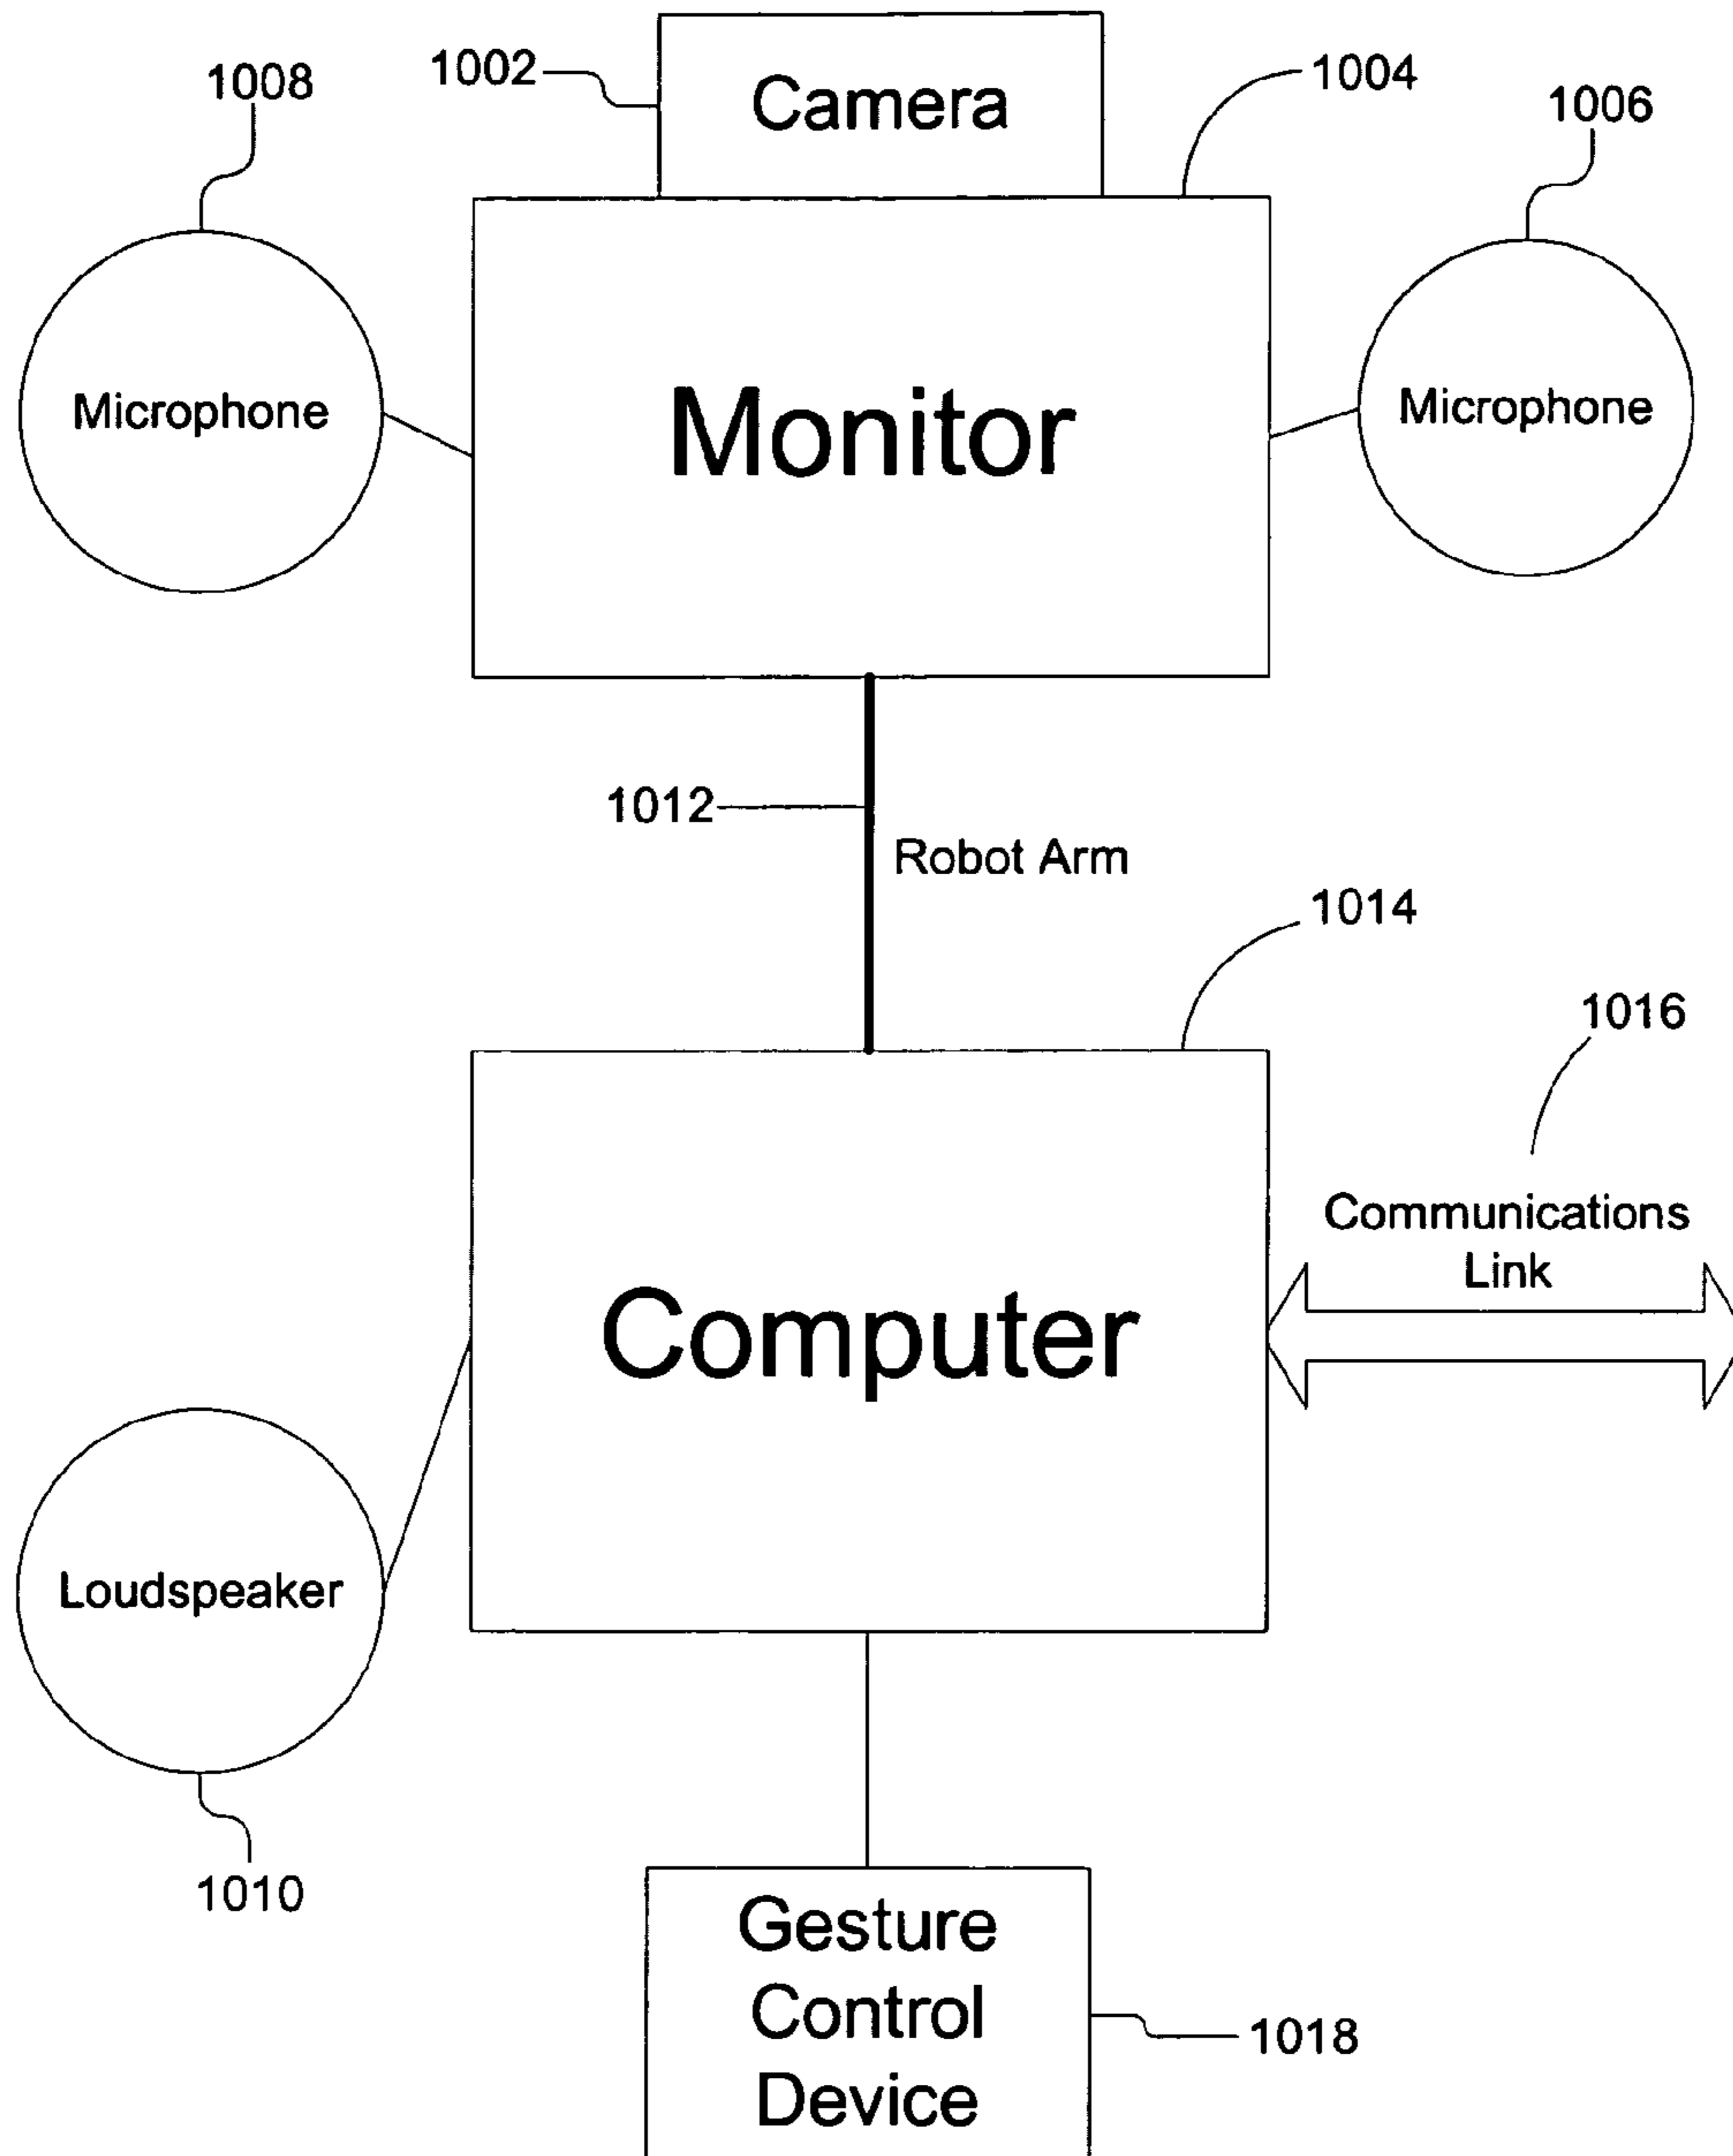 1002
Camera
1004
1008
1006
Microphone
Monitor
Microphone
1012
Robot Arm
1014
1016
Communications
Link
Computer
Loudspeaker
1010
Gesture
Control
Device
1018